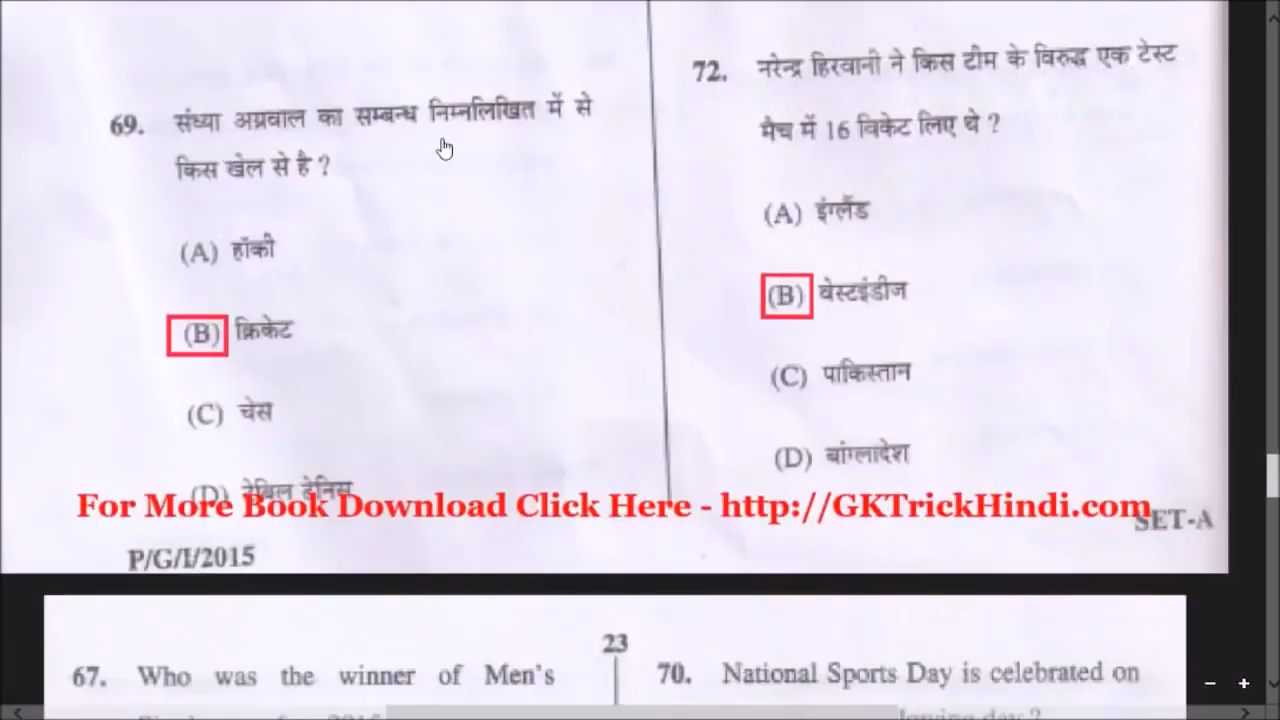 69. संध्या अग्रवाल का सम्बन्ध निम्नलिखित में से
किस खेल से है ?
(A) हॉकी
(B) क्रिकेट
(C) चेस
(D) टेबिल टेनिस
72. नरेन्द्र हिरवानी ने किस टीम के विरुद्ध एक टेस्ट
मैच में 16 विकेट लिए थे ?
(A) इंग्लैंड
(B) वेस्टइंडीज
(C) पाकिस्तान
(D) बांग्लादेश
For More Book Download Click Here - http://GKTrickHindi.com
SET-A
P/G/I/2015
23
67. Who was the winner of Men's
70. National Sports Day is celebrated on
day ?